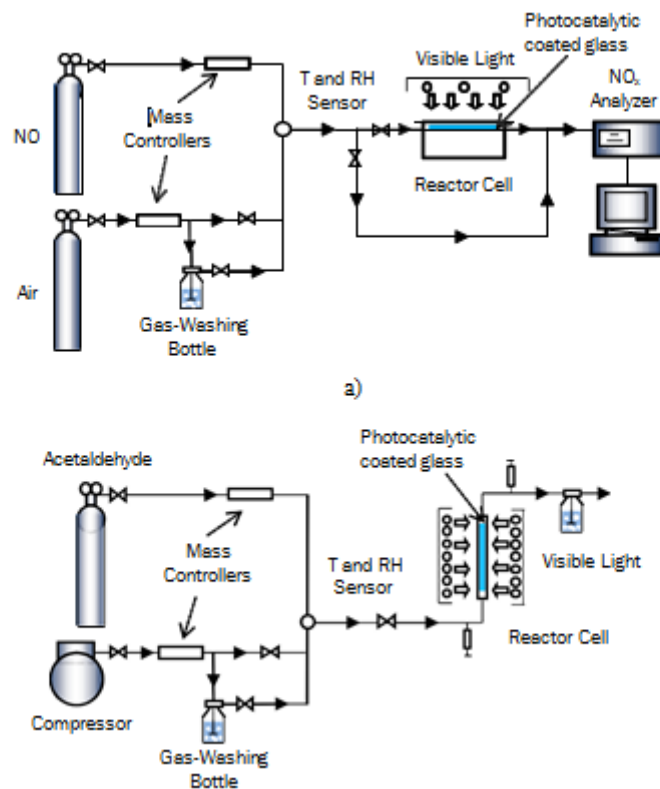 Photocatalytic
coated glass
Visible Light
T and RH
Sensor
NOx
Analyzer
NO
Mass
Controllers
Reactor Cell
Air
Gas-Washing
Bottle
a)
Photocatalytic
coated glass
Acetaldehyde
Mass
Controllers
T and RH
Sensor
Visible Light
Reactor Cell
Compressor
Gas-Washing
Bottle